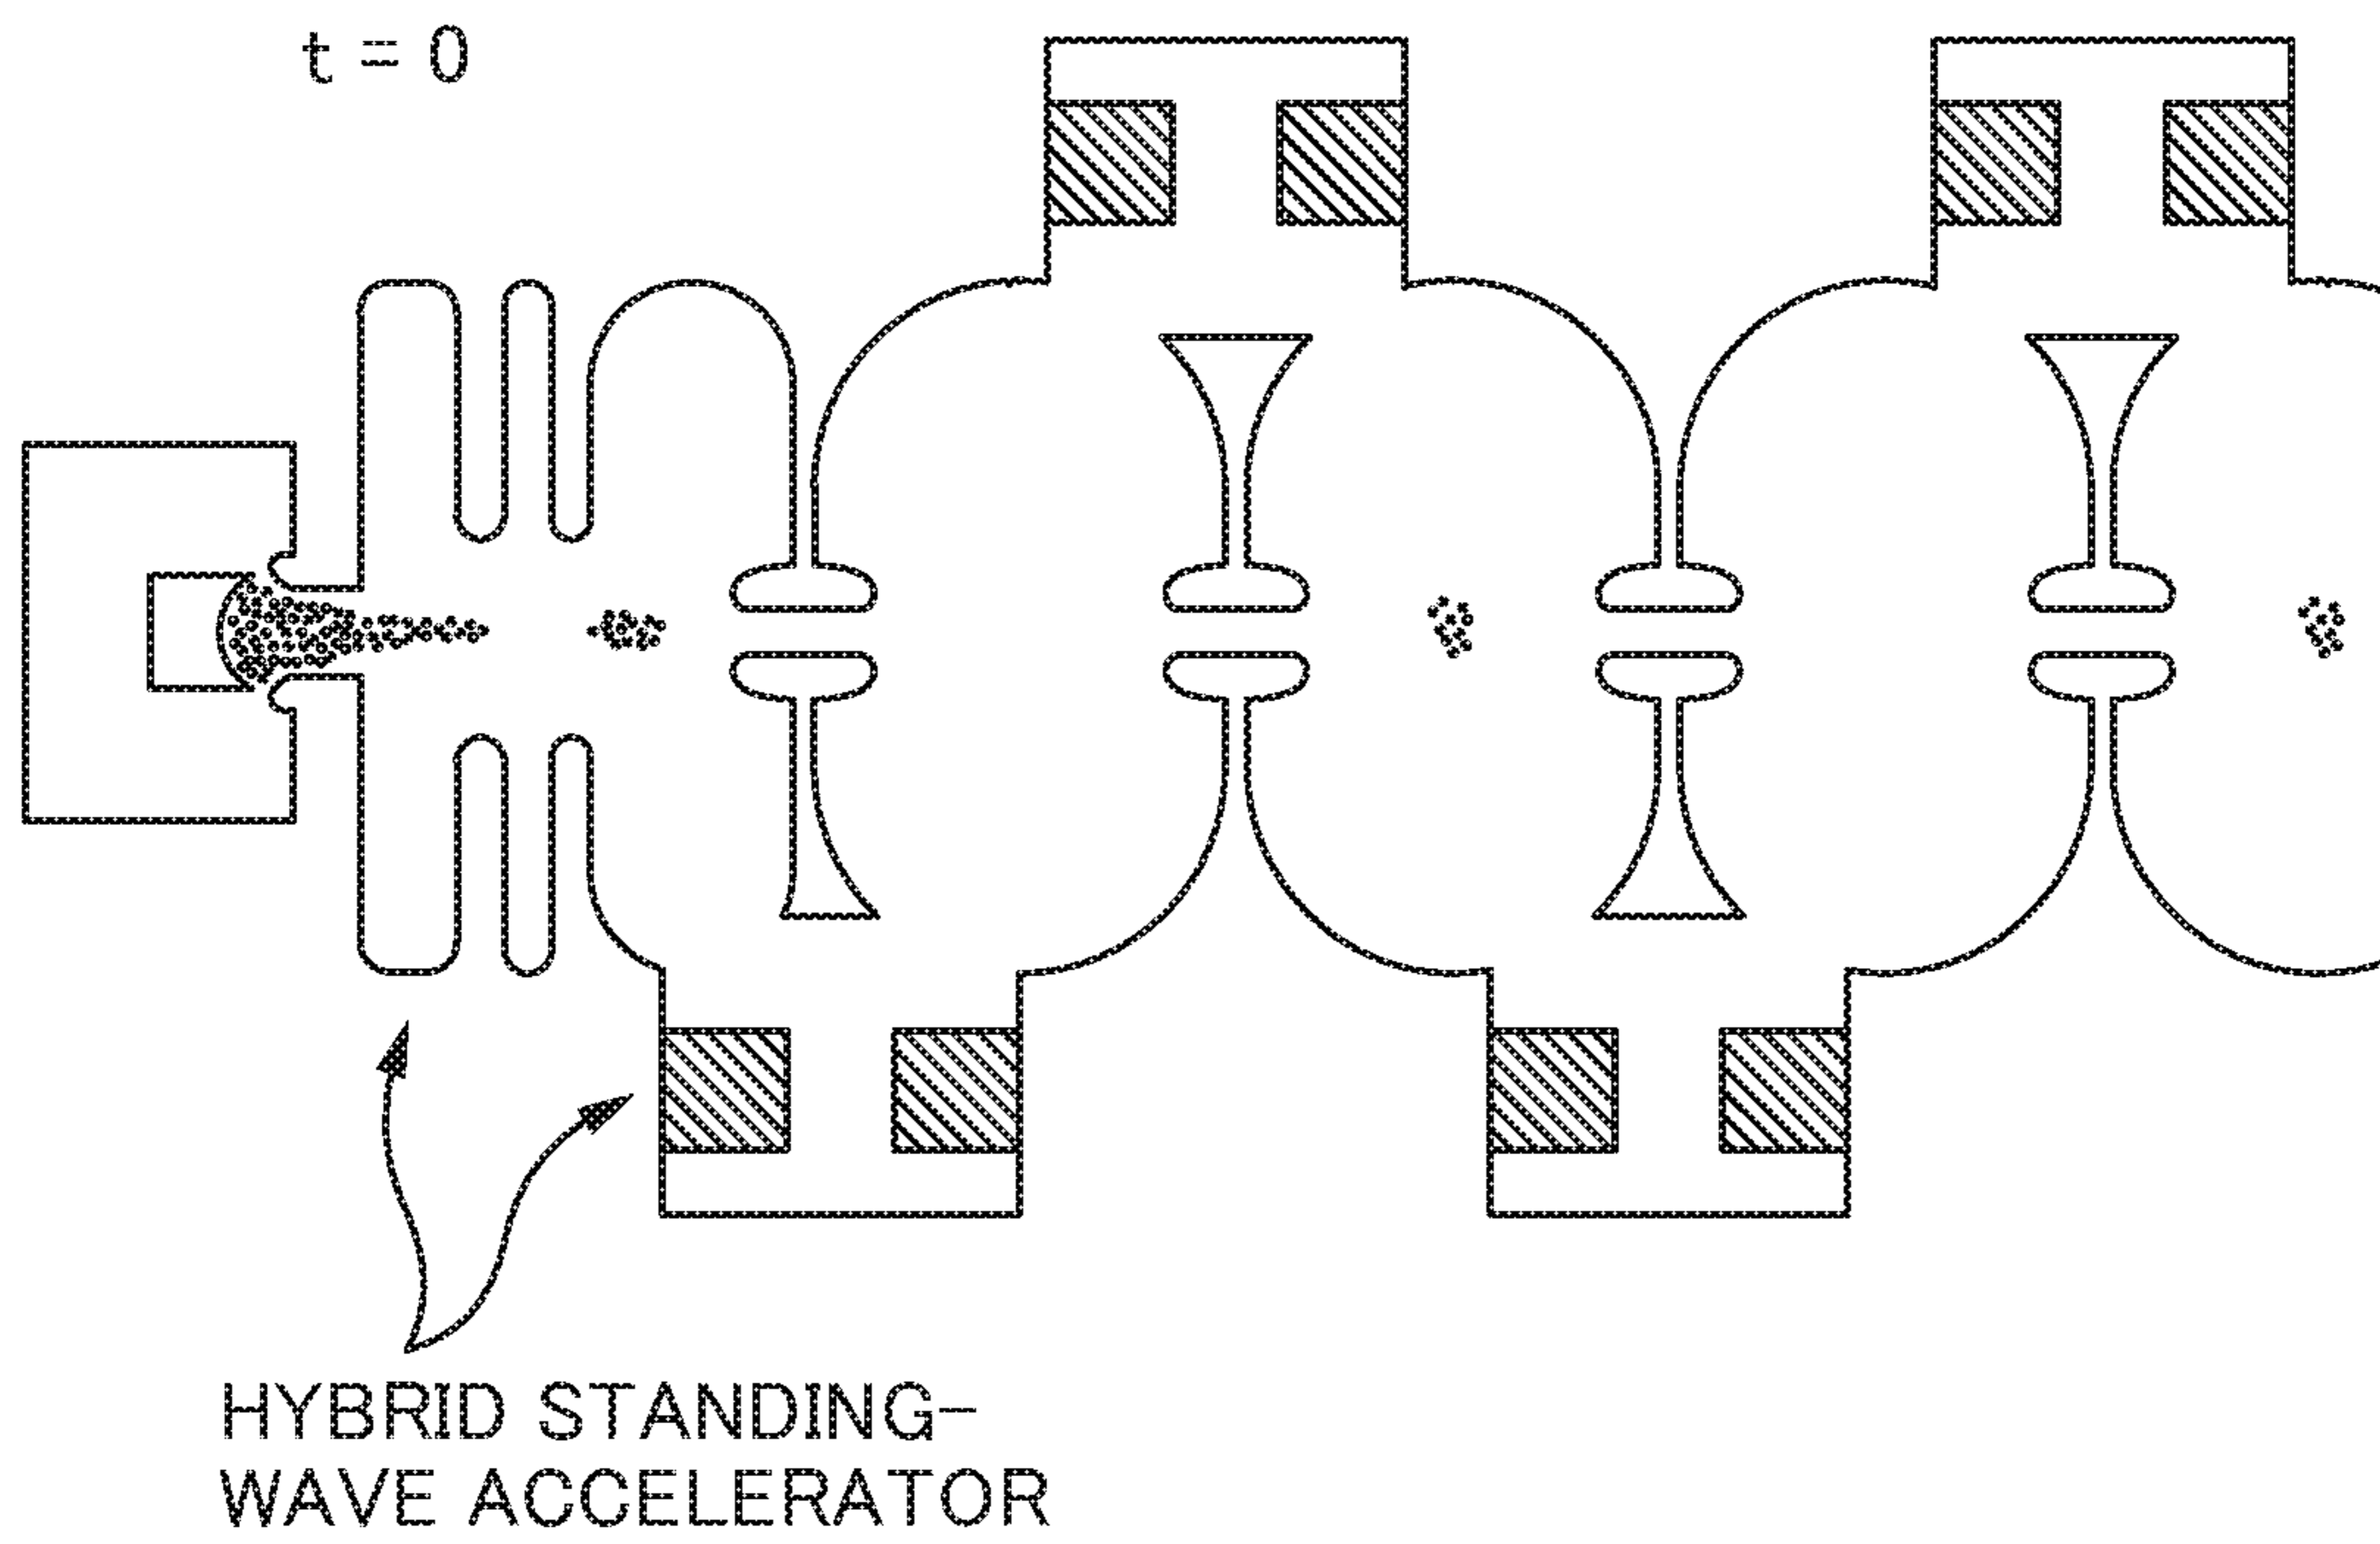 t = 0
HYBRID STANDING-
WAVE ACCELERATOR